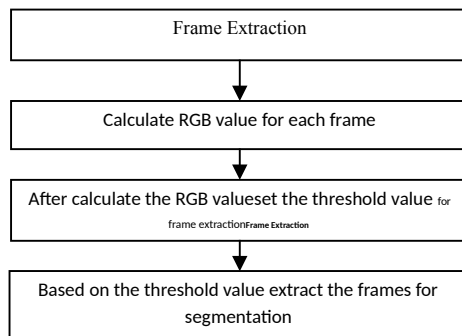 Frame Extraction
Calculate RGB value for each frame
After calculate the RGB valueset the threshold value for
frame extractionFrame Extraction
Based on the threshold value extract the frames for
segmentation